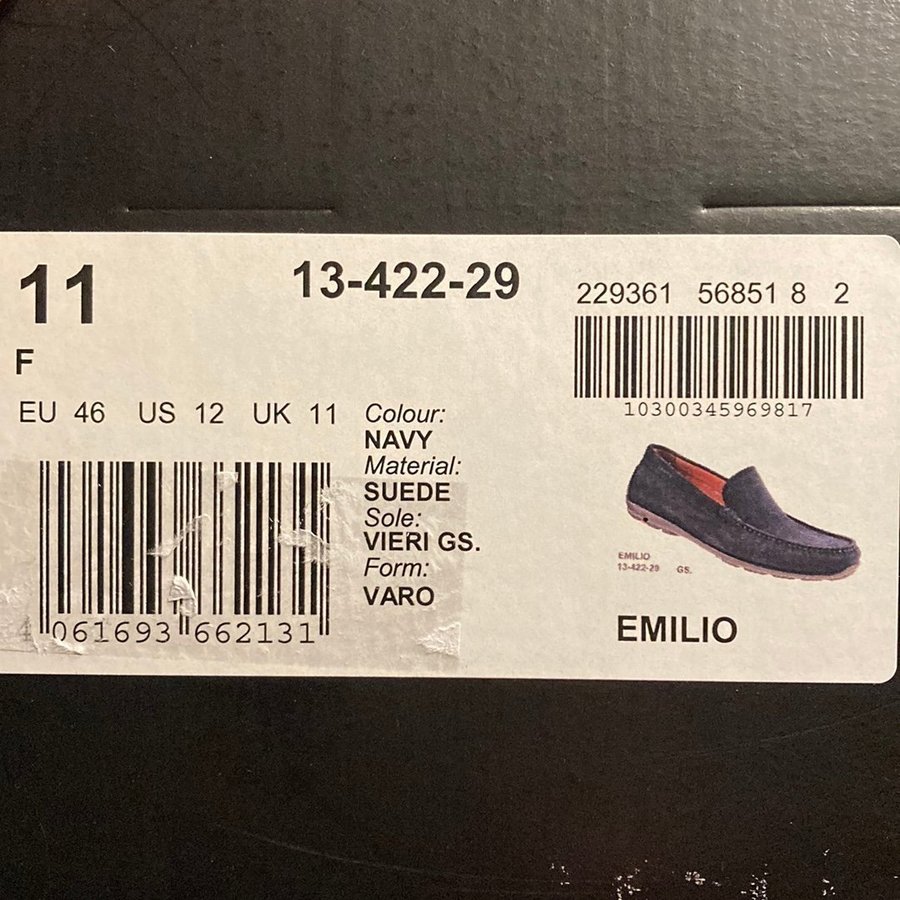 11
13-422-29
229361 56851 8 2
F
10300345969817
EU 46 US 12 UK 11
Colour:
NAVY
Material:
SUEDE
Sole:
VIERI GS.
Form:
VARO
061693 662131
EMILIO
13-422-29 GS.
EMILIO